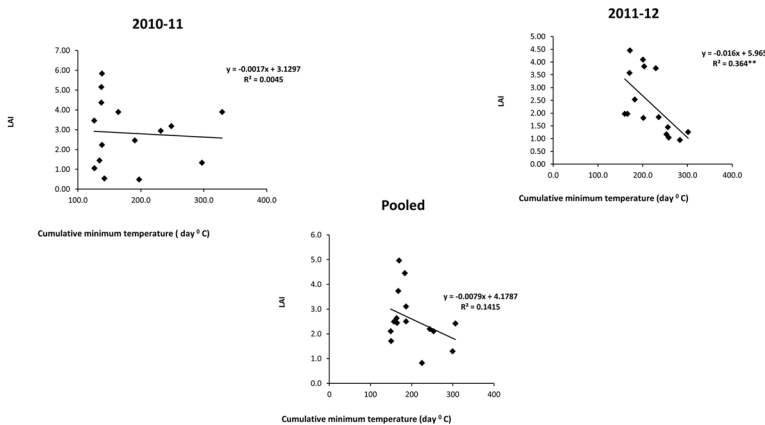 2010-11
7.00
6.00
5.00
4.00
3.00
2.00
1.00
0.00
LAI
y = -0.0017x + 3.1297
R² = 0.0045
100.0 200.0 300.0 400.0
Cumulative minimum temperature ( day ⁰ C)
2011-12
5.00
4.50
4.00
3.50
3.00
2.50
2.00
1.50
1.00
0.50
0.00
LAI
y = -0.016x + 5.965
R² = 0.364**
0.0 100.0 200.0 300.0 400.0
Cumulative minimum temperature (day ⁰ C)
Pooled
6.0
5.0
4.0
3.0
2.0
1.0
0.0
LAI
y = -0.0079x + 4.1787
R² = 0.1415
0 100 200 300 400
Cumulative minimum temperature (day ⁰ C)